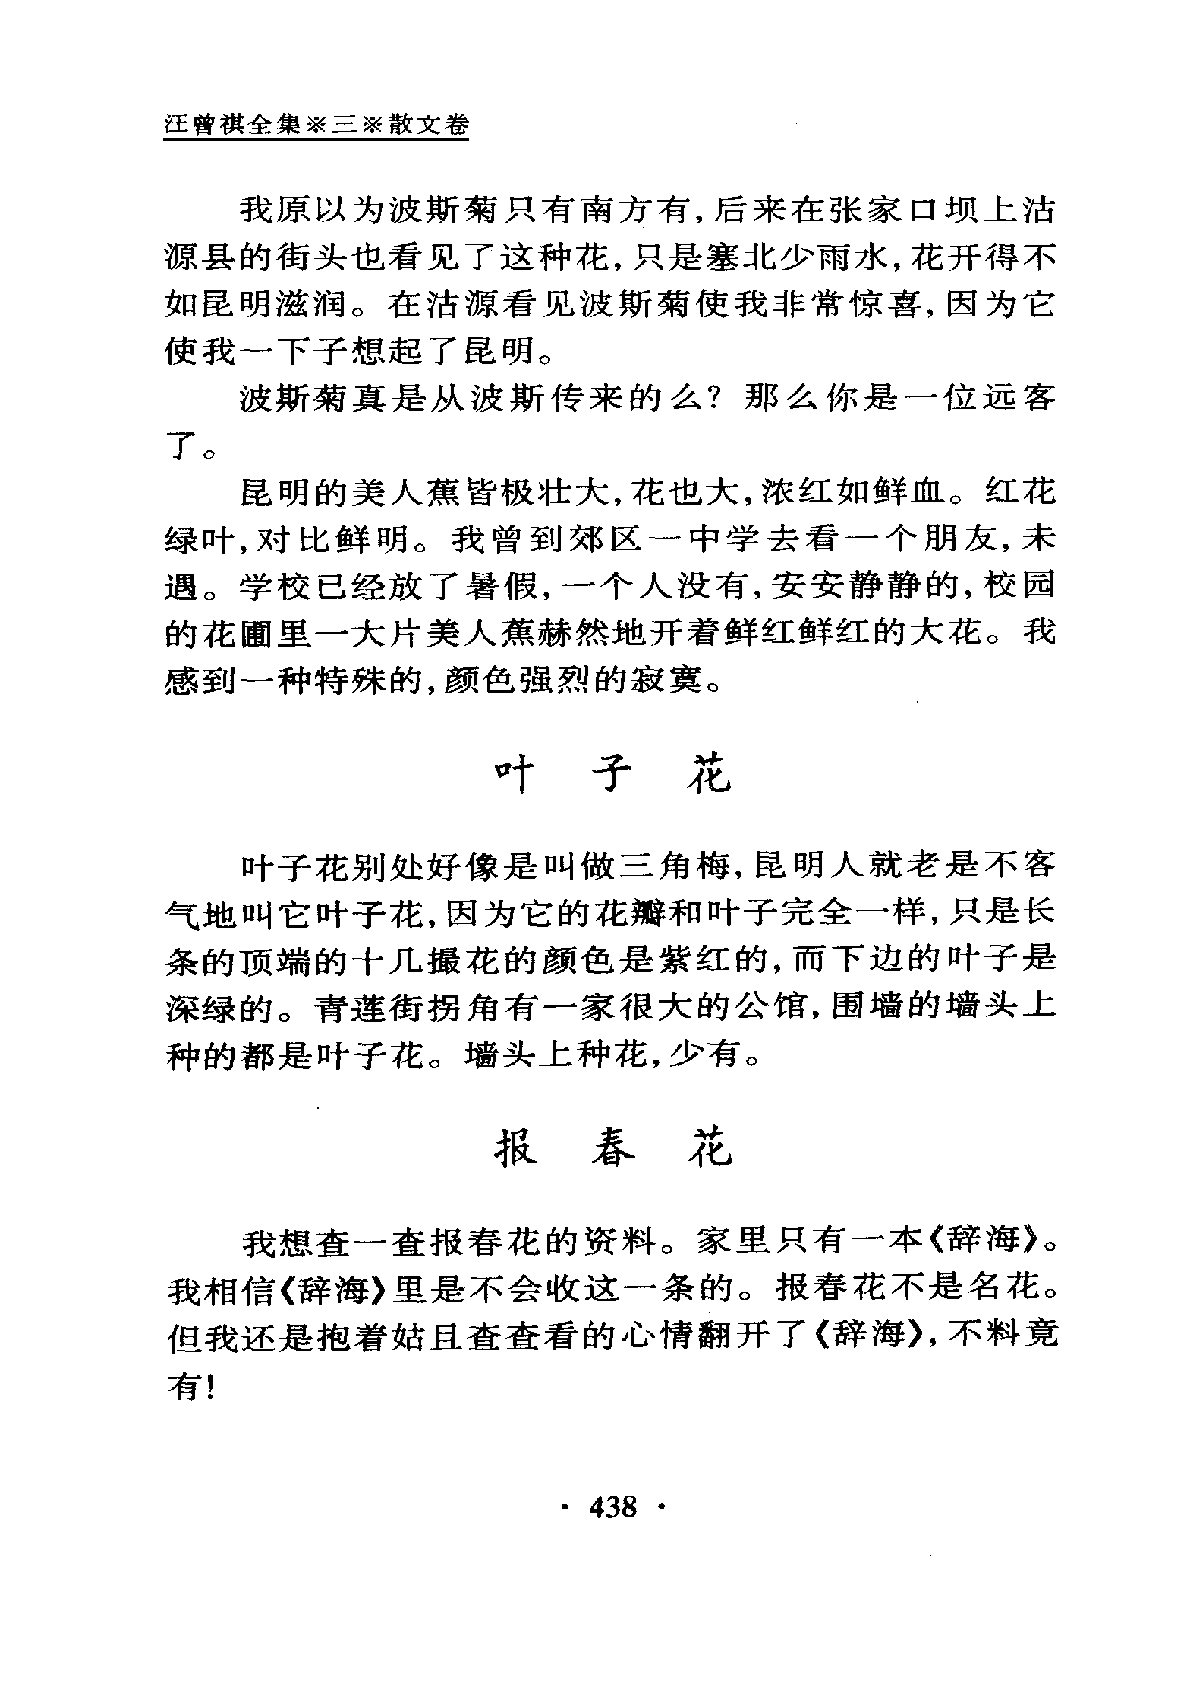 汪曾祺全集※三※散文卷
我原以为波斯菊只有南方有,后来在张家口坝上沽
源县的街头也看见了这种花,只是塞北少雨水,花开得不
如昆明滋润。在沽源看见波斯菊使我非常惊喜,因为它
使我一下子想起了昆明。
波斯菊真是从波斯传来的么?那么你是一位远客
了。
昆明的美人蕉皆极壮大,花也大,浓红如鲜血。红花
绿叶,对比鲜明。我曾到郊区一中学去看一个朋友,未
遇。学校已经放了暑假,一个人没有,安安静静的,校园
的花圃里一大片美人蕉赫然地开着鲜红鲜红的大花。我
感到一种特殊的,颜色强烈的寂寞。
叶 子 花
叶子花别处好像是叫做三角梅,昆明人就老是不客
气地叫它叶子花,因为它的花瓣和叶子完全一样,只是长
条的顶端的十几撮花的颜色是紫红的,而下边的叶子是
深绿的。青莲街拐角有一家很大的公馆,围墙的墙头上
种的都是叶子花。墙头上种花,少有。
报 春 花
我想查一查报春花的资料。家里只有一本《辞海》。
我相信《辞海》里是不会收这一条的。报春花不是名花。
但我还是抱着姑且查查看的心情翻开了《辞海》,不料竟
有!
· 438 ·